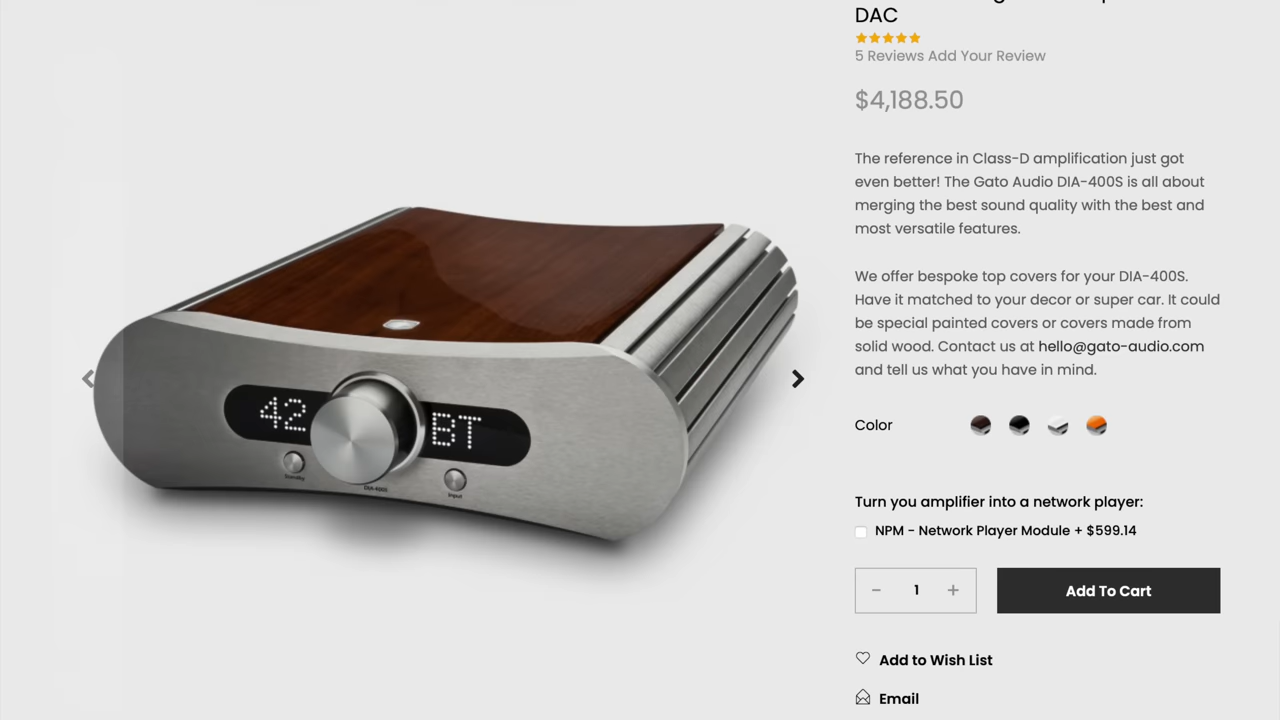 DAC
5 Reviews Add Your Review
$4,188.50
The reference in Class-D amplification just got
even better! The Gato Audio DIA-400S is all about
merging the best sound quality with the best and
most versatile features.
We offer bespoke top covers for your DIA-400S.
Have it matched to your decor or super car. It could
be special painted covers or covers made from
solid wood. Contact us at hello@gato-audio.com
and tell us what you have in mind.
42 BT
Standby
DIA-400S
Input
Color
Turn you amplifier into a network player:
NPM - Network Player Module + $599.14
− 1 +
Add To Cart
Add to Wish List
Email